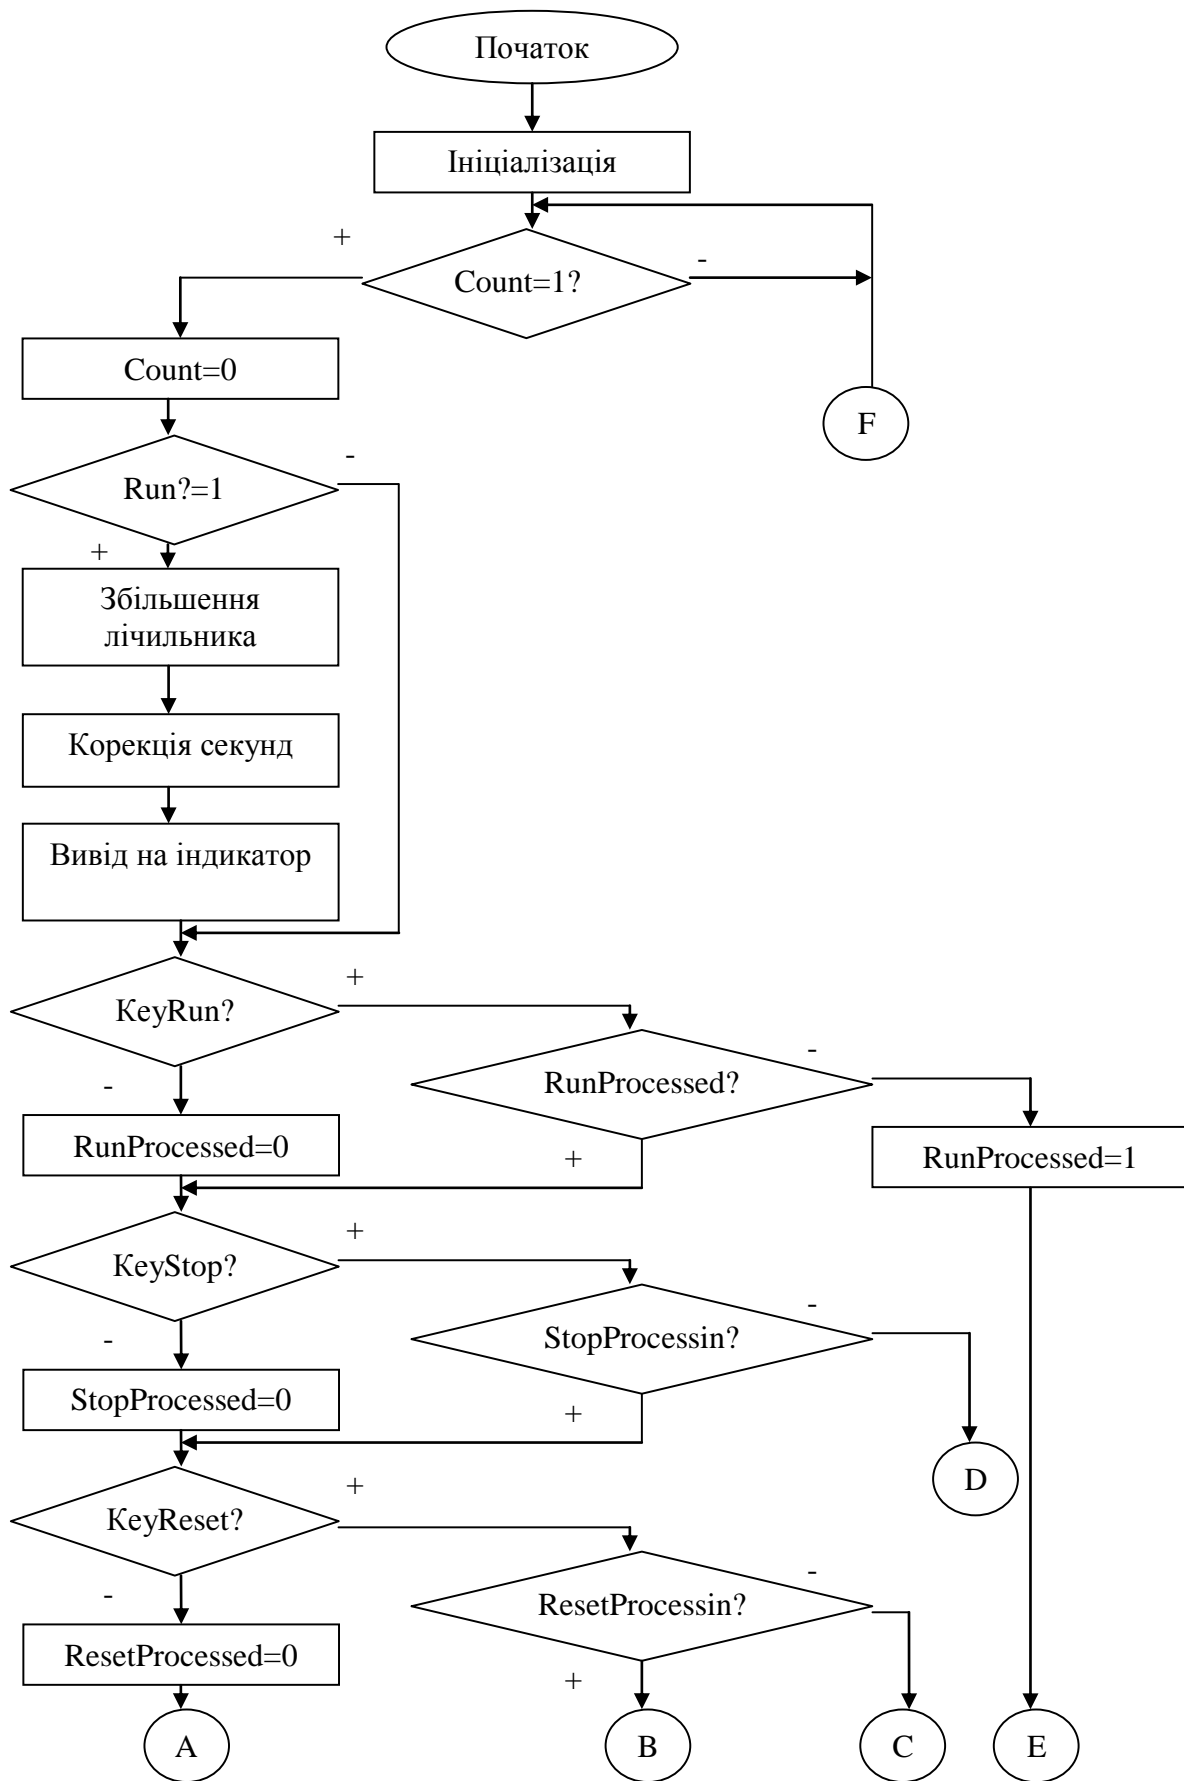 Початок
Ініціалізація
+
-
Count=1?
Count=0
F
-
Run?=1
+
Збільшення
лічильника
Корекція секунд
Вивід на індикатор
+
KeyRun?
-
RunProcessed?
-
RunProcessed=0
+
RunProcessed=1
+
KeyStop?
-
StopProcessin?
-
StopProcessed=0
+
D
+
KeyReset?
-
ResetProcessin?
-
ResetProcessed=0
+
A
B
C
E